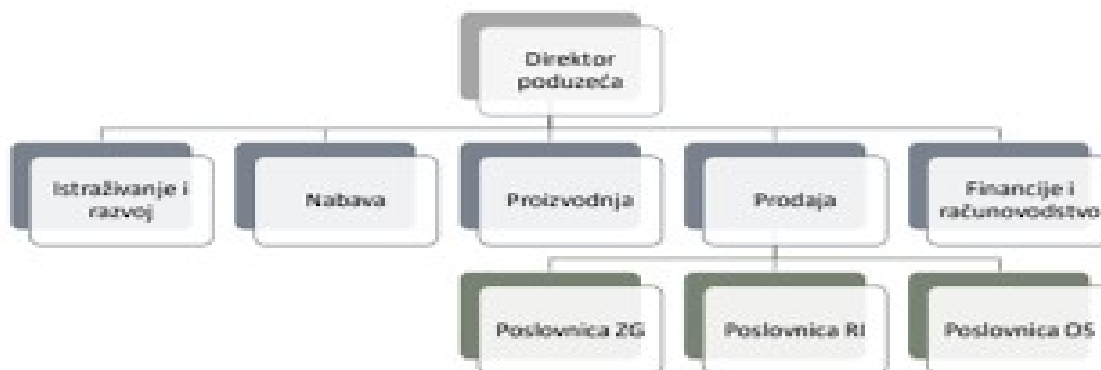 Direktor
poduzeća
Istraživanje i
razvoj
Nabava
Proizvodnja
Prodaja
Financije i
računovodstvo
Poslovnica ZG
Poslovnica RI
Poslovnica OS